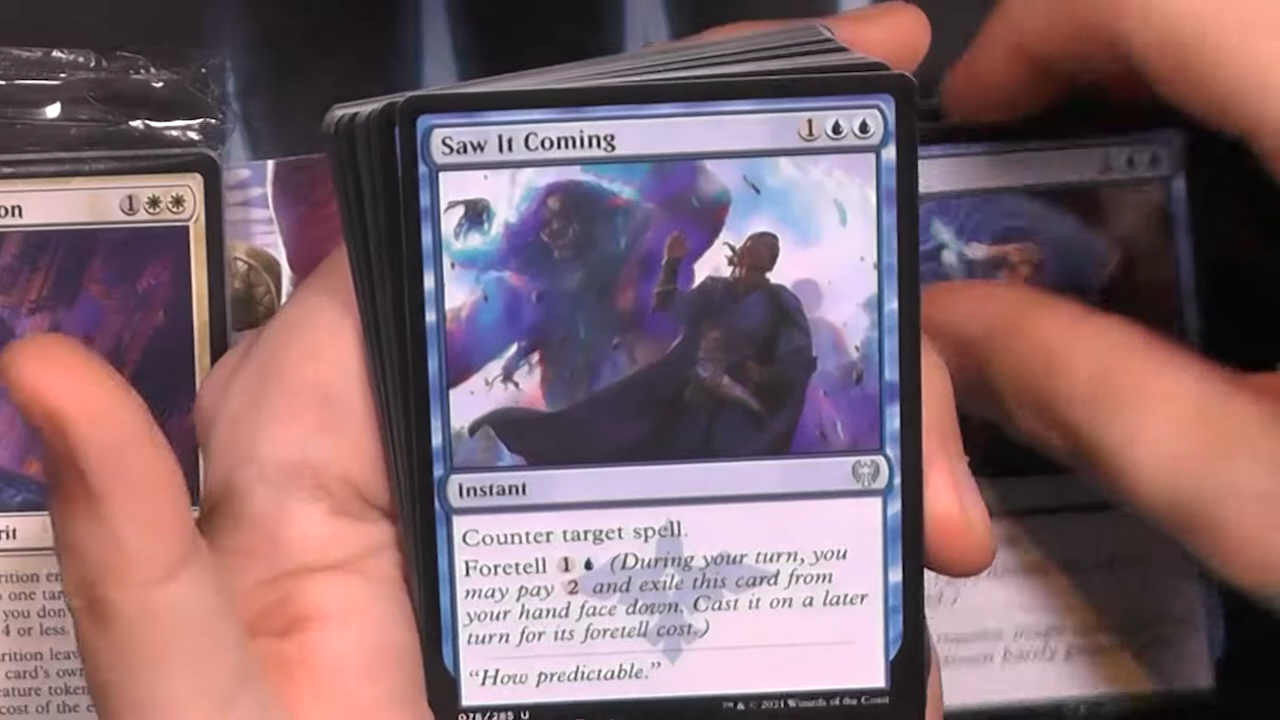 Saw It Coming
1
Instant
Counter target spell.
Foretell 1 (During your turn, you
may pay 2 and exile this card from
your hand face down. Cast it on a later
turn for its foretell cost.)
"How predictable."
076/285 U
™ & © 2021 Wizards of the Coast
on
1
rit
rition en
one tar
you don
4 or less.
rition leav
card's own
eature token
cost of the e